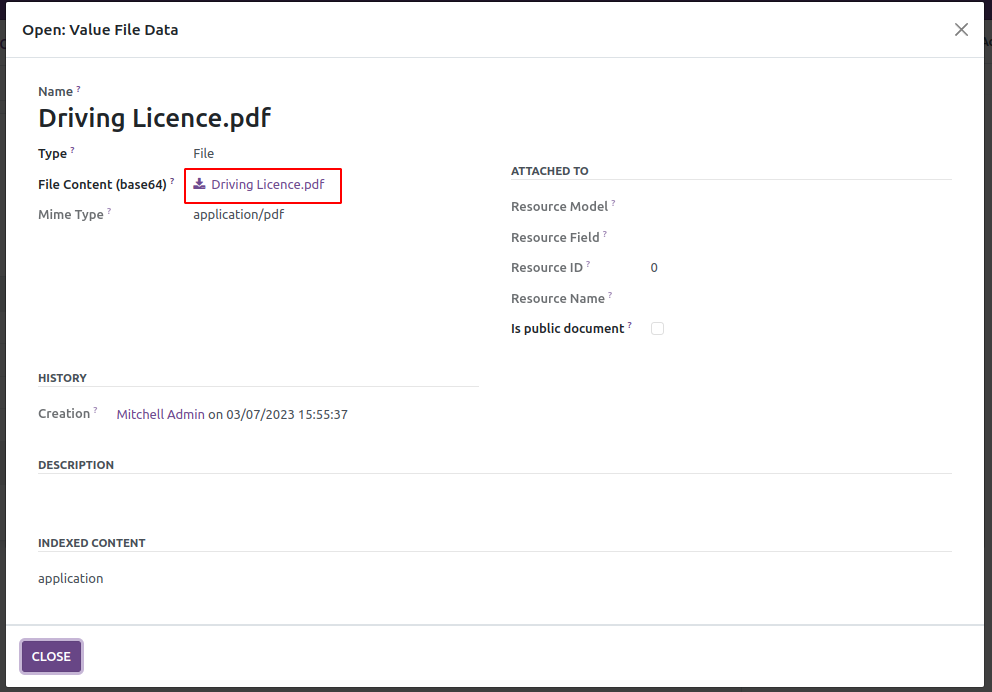 Open: Value File Data
Name ?
Driving Licence.pdf
Type ? File
File Content (base64) ? Driving Licence.pdf
Mime Type ? application/pdf
ATTACHED TO
Resource Model ?
Resource Field ?
Resource ID ? 0
Resource Name ?
Is public document ?
HISTORY
Creation ? Mitchell Admin on 03/07/2023 15:55:37
DESCRIPTION
INDEXED CONTENT
application
CLOSE